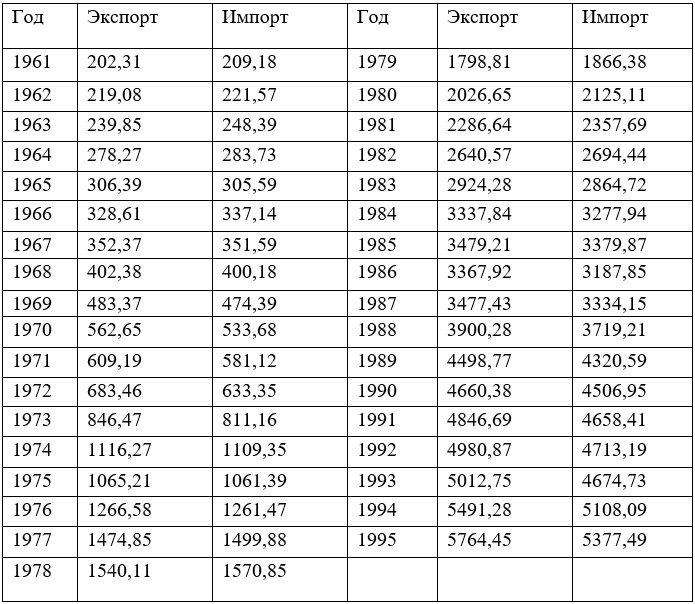 Год Экспорт Импорт Год Экспорт Импорт
1961 202,31 209,18 1979 1798,81 1866,38
1962 219,08 221,57 1980 2026,65 2125,11
1963 239,85 248,39 1981 2286,64 2357,69
1964 278,27 283,73 1982 2640,57 2694,44
1965 306,39 305,59 1983 2924,28 2864,72
1966 328,61 337,14 1984 3337,84 3277,94
1967 352,37 351,59 1985 3479,21 3379,87
1968 402,38 400,18 1986 3367,92 3187,85
1969 483,37 474,39 1987 3477,43 3334,15
1970 562,65 533,68 1988 3900,28 3719,21
1971 609,19 581,12 1989 4498,77 4320,59
1972 683,46 633,35 1990 4660,38 4506,95
1973 846,47 811,16 1991 4846,69 4658,41
1974 1116,27 1109,35 1992 4980,87 4713,19
1975 1065,21 1061,39 1993 5012,75 4674,73
1976 1266,58 1261,47 1994 5491,28 5108,09
1977 1474,85 1499,88 1995 5764,45 5377,49
1978 1540,11 1570,85